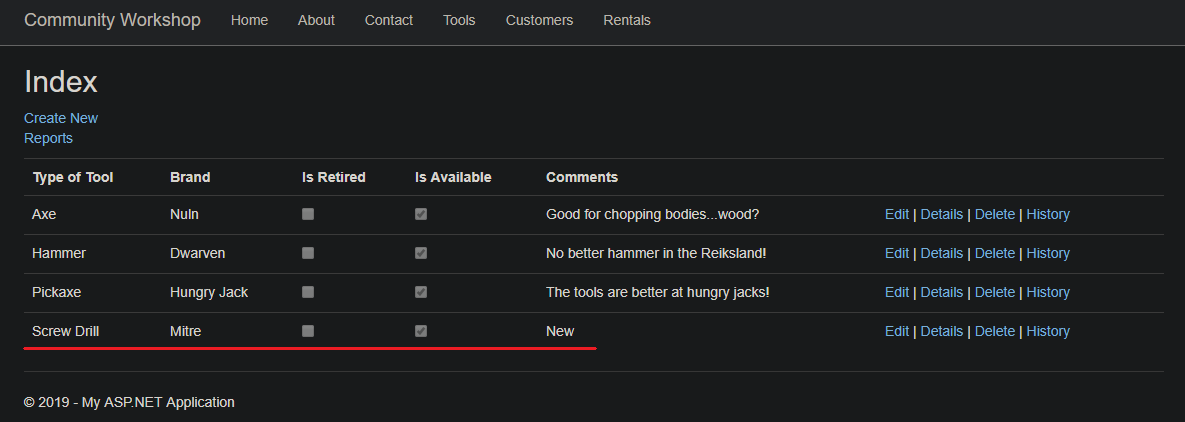 Community Workshop Home About Contact Tools Customers Rentals
Index
Create New
Reports
Type of Tool Brand Is Retired Is Available Comments
Axe Nuln Good for chopping bodies...wood? Edit | Details | Delete | History
Hammer Dwarven No better hammer in the Reiksland! Edit | Details | Delete | History
Pickaxe Hungry Jack The tools are better at hungry jacks! Edit | Details | Delete | History
Screw Drill Mitre New Edit | Details | Delete | History
© 2019 - My ASP.NET Application